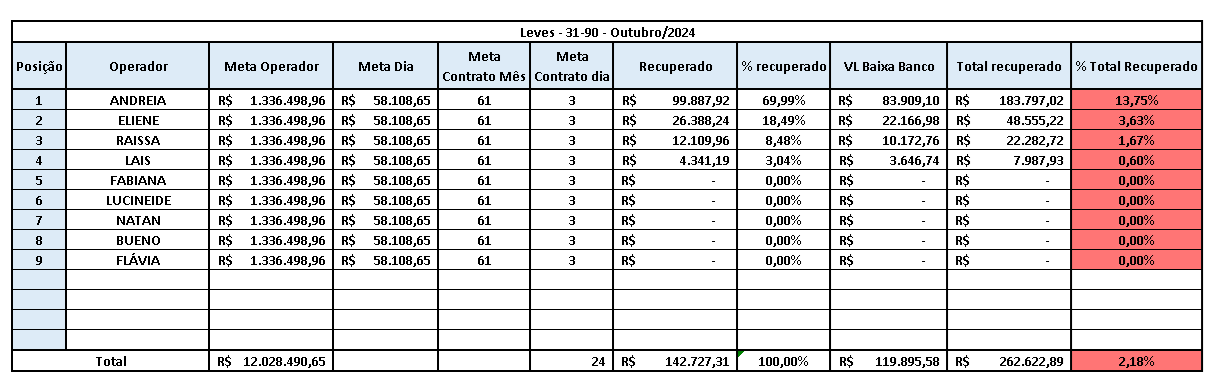 Leves - 31-90 - Outubro/2024
Posição Operador Meta Operador Meta Dia Meta Contrato Mês Meta Contrato dia Recuperado % recuperado VL Baixa Banco Total recuperado % Total Recuperado
1 ANDREIA R$ 1.336.498,96 R$ 58.108,65 61 3 R$ 99.887,92 69,99% R$ 83.909,10 R$ 183.797,02 13,75%
2 ELIENE R$ 1.336.498,96 R$ 58.108,65 61 3 R$ 26.388,24 18,49% R$ 22.166,98 R$ 48.555,22 3,63%
3 RAISSA R$ 1.336.498,96 R$ 58.108,65 61 3 R$ 12.109,96 8,48% R$ 10.172,76 R$ 22.282,72 1,67%
4 LAIS R$ 1.336.498,96 R$ 58.108,65 61 3 R$ 4.341,19 3,04% R$ 3.646,74 R$ 7.987,93 0,60%
5 FABIANA R$ 1.336.498,96 R$ 58.108,65 61 3 R$ - 0,00% R$ - R$ - 0,00%
6 LUCINEIDE R$ 1.336.498,96 R$ 58.108,65 61 3 R$ - 0,00% R$ - R$ - 0,00%
7 NATAN R$ 1.336.498,96 R$ 58.108,65 61 3 R$ - 0,00% R$ - R$ - 0,00%
8 BUENO R$ 1.336.498,96 R$ 58.108,65 61 3 R$ - 0,00% R$ - R$ - 0,00%
9 FLÁVIA R$ 1.336.498,96 R$ 58.108,65 61 3 R$ - 0,00% R$ - R$ - 0,00%
Total R$ 12.028.490,65 24 R$ 142.727,31 100,00% R$ 119.895,58 R$ 262.622,89 2,18%